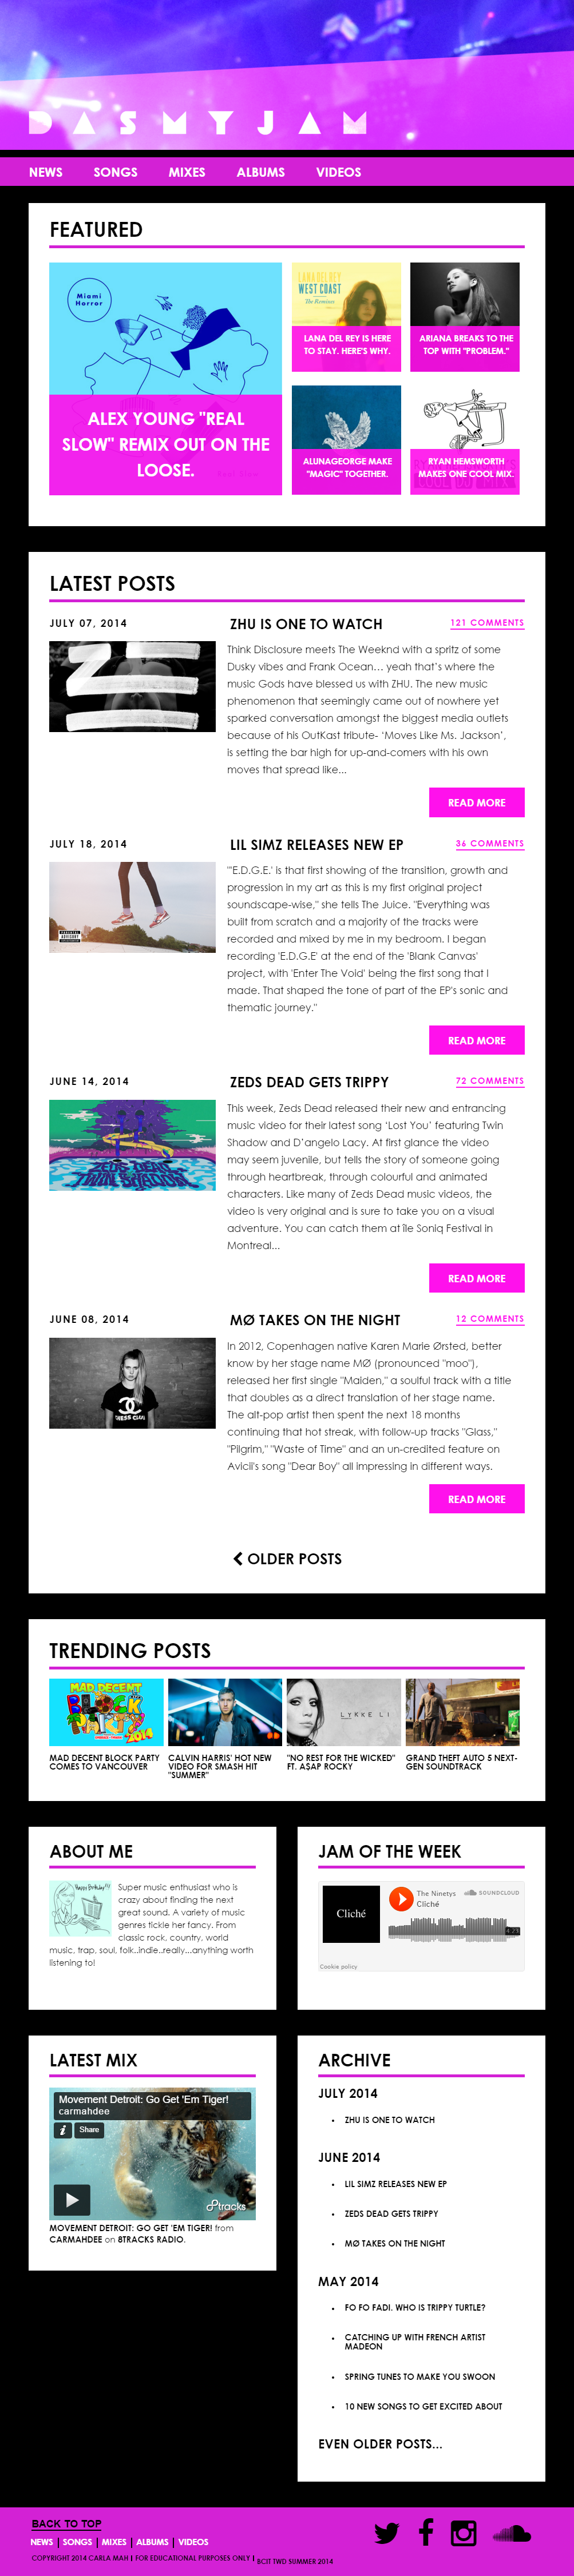 DASMYJAM
NEWS SONGS MIXES ALBUMS VIDEOS
FEATURED
Miami
Horror
ALEX YOUNG "REAL
SLOW" REMIX OUT ON THE
LOOSE.
LANA DEL REY
WEST COAST
The Remixes
LANA DEL REY IS HERE
TO STAY. HERE'S WHY.
ARIANA BREAKS TO THE
TOP WITH "PROBLEM."
ALUNAGEORGE MAKE
"MAGIC" TOGETHER.
RYAN HEMSWORTH
MAKES ONE COOL MIX.
LATEST POSTS
JULY 07, 2014
ZHU IS ONE TO WATCH
121 COMMENTS
Think Disclosure meets The Weeknd with a spritz of some
Dusky vibes and Frank Ocean… yeah that's where the
music Gods have blessed us with ZHU. The new music
phenomenon that seemingly came out of nowhere yet
sparked conversation amongst the biggest media outlets
because of his OutKast tribute- 'Moves Like Ms. Jackson',
is setting the bar high for up-and-comers with his own
moves that spread like...
READ MORE
JULY 18, 2014
LIL SIMZ RELEASES NEW EP
36 COMMENTS
"'E.D.G.E.' is that first showing of the transition, growth and
progression in my art as this is my first original project
soundscape-wise," she tells The Juice. "Everything was
built from scratch and a majority of the tracks were
recorded and mixed by me in my bedroom. I began
recording 'E.D.G.E' at the end of the 'Blank Canvas'
project, with 'Enter The Void' being the first song that I
made. That shaped the tone of part of the EP's sonic and
thematic journey."
PARENTAL
ADVISORY
READ MORE
JUNE 14, 2014
ZEDS DEAD GETS TRIPPY
72 COMMENTS
This week, Zeds Dead released their new and entrancing
music video for their latest song 'Lost You' featuring Twin
Shadow and D'angelo Lacy. At first glance the video
may seem juvenile, but tells the story of someone going
through heartbreak, through colourful and animated
characters. Like many of Zeds Dead music videos, the
video is very original and is sure to take you on a visual
adventure. You can catch them at île Soniq Festival in
Montreal...
ZEDS DEAD
TWIN SHADOW
READ MORE
JUNE 08, 2014
MØ TAKES ON THE NIGHT
12 COMMENTS
In 2012, Copenhagen native Karen Marie Ørsted, better
know by her stage name MØ (pronounced "moo"),
released her first single "Maiden," a soulful track with a title
that doubles as a direct translation of her stage name.
The alt-pop artist then spent the next 18 months
continuing that hot streak, with follow-up tracks "Glass,"
"Pilgrim," "Waste of Time" and an un-credited feature on
Avicii's song "Dear Boy" all impressing in different ways.
CHESS CLUB
READ MORE
OLDER POSTS
TRENDING POSTS
MAD DECENT
BLOCK
PARTY
2014
LYKKE LI
MAD DECENT BLOCK PARTY
COMES TO VANCOUVER
CALVIN HARRIS' HOT NEW
VIDEO FOR SMASH HIT
"SUMMER"
"NO REST FOR THE WICKED"
FT. A$AP ROCKY
GRAND THEFT AUTO 5 NEXT-
GEN SOUNDTRACK
ABOUT ME
Happy Birthday!!!
Super music enthusiast who is
crazy about finding the next
great sound. A variety of music
genres tickle her fancy. From
classic rock, country, world
music, trap, soul, folk..indie..really...anything worth
listening to!
JAM OF THE WEEK
Cliché
The Ninetys
Cliché
SOUNDCLOUD
Cookie policy
LATEST MIX
Movement Detroit: Go Get 'Em Tiger!
carmahdee
i Share
8tracks
MOVEMENT DETROIT: GO GET 'EM TIGER! from
CARMAHDEE on 8TRACKS RADIO.
ARCHIVE
JULY 2014
• ZHU IS ONE TO WATCH
JUNE 2014
• LIL SIMZ RELEASES NEW EP
• ZEDS DEAD GETS TRIPPY
• MØ TAKES ON THE NIGHT
MAY 2014
• FO FO FADI. WHO IS TRIPPY TURTLE?
• CATCHING UP WITH FRENCH ARTIST
MADEON
• SPRING TUNES TO MAKE YOU SWOON
• 10 NEW SONGS TO GET EXCITED ABOUT
EVEN OLDER POSTS...
BACK TO TOP
NEWS | SONGS | MIXES | ALBUMS | VIDEOS
COPYRIGHT 2014 CARLA MAH | FOR EDUCATIONAL PURPOSES ONLY | BCIT TWD SUMMER 2014